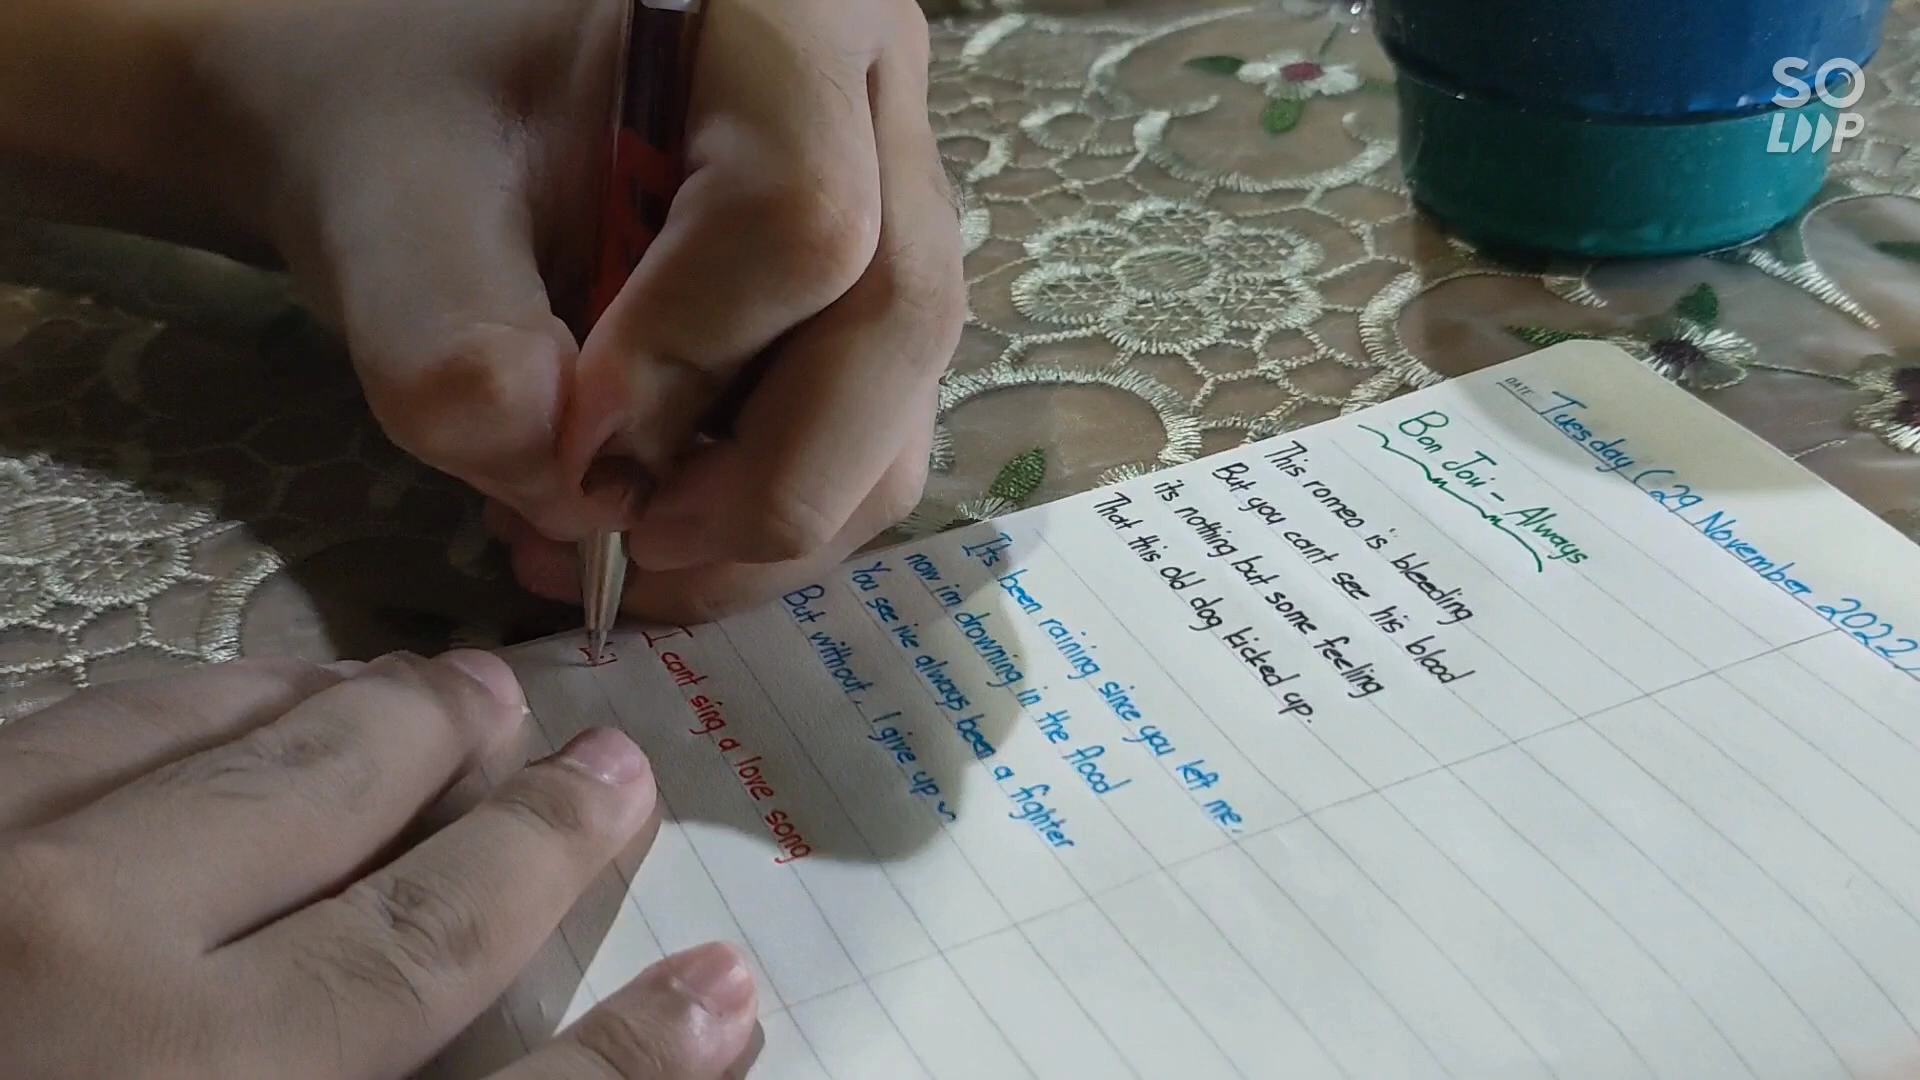 SO
LOOP
DATE Tuesday (29 November 2022)
Bon Jovi - Always
This romeo is bleeding
But you cant see his blood
its nothing but some feeling
That this old dog kicked up.
It's been raining since you left me.
now im drowning in the flood
You see ive always been a fighter
But without, I give up~
I cant sing a love song